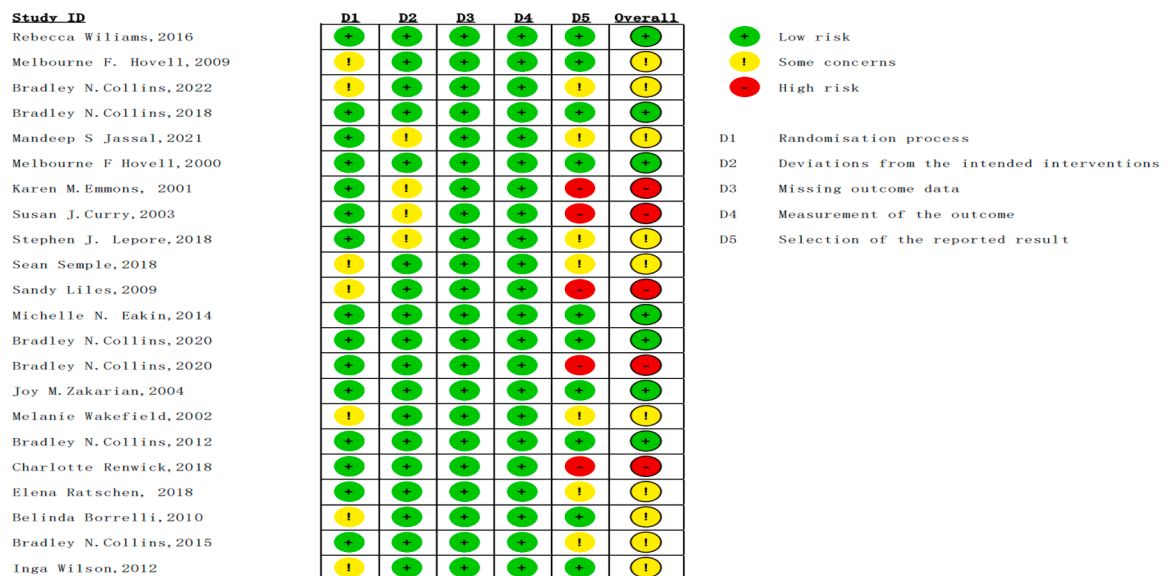 Study ID D1 D2 D3 D4 D5 Overall
Rebecca Wiliams,2016 + + + + + +
Melbourne F. Hovell,2009 ! + + + + !
Bradley N.Collins,2022 ! + + + ! !
Bradley N.Collins,2018 + + + + + +
Mandeep S Jassal,2021 + ! + + ! !
Melbourne F Hovell,2000 + + + + + +
Karen M.Emmons, 2001 + ! + + - -
Susan J.Curry,2003 + ! + + - -
Stephen J. Lepore,2018 + ! + + ! !
Sean Semple,2018 ! + + + ! !
Sandy Liles,2009 ! + + + - -
Michelle N. Eakin,2014 + + + + + +
Bradley N.Collins,2020 + + + + + +
Bradley N.Collins,2020 + + + + - -
Joy M.Zakarian,2004 + + + + + +
Melanie Wakefield,2002 ! + + + ! !
Bradley N.Collins,2012 + + + + + +
Charlotte Renwick,2018 + + + + - -
Elena Ratschen, 2018 + + + + ! !
Belinda Borrelli,2010 ! + + + + !
Bradley N.Collins,2015 + + + + ! !
Inga Wilson,2012 ! + + + + !
+ Low risk
! Some concerns
- High risk
D1 Randomisation process
D2 Deviations from the intended interventions
D3 Missing outcome data
D4 Measurement of the outcome
D5 Selection of the reported result